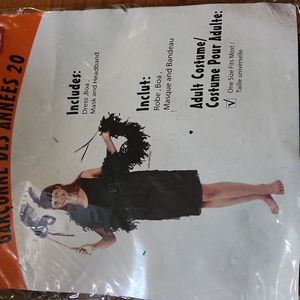 GARÇONNE DES ANNÉES 20
Includes:
Dress ,Boa ,
Mask and Headband
Inclut:
Robe , Boa ,
Masque and Bandeau
Adult Costume/
Costume Pour Adulte:
√ One Size Fits Most /
Taille universelle